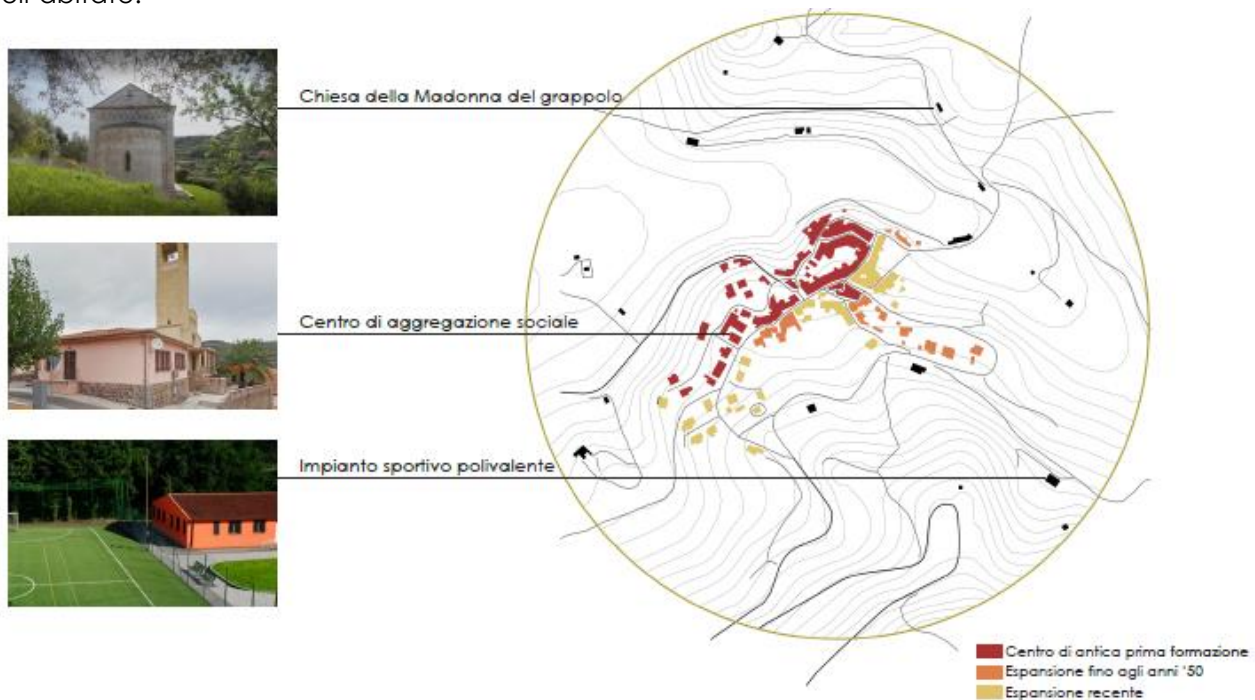 Chiesa della Madonna del grappolo
Centro di aggregazione sociale
Impianto sportivo polivalente
Centro di antica prima formazione
Espansione fino agli anni '50
Espansione recente